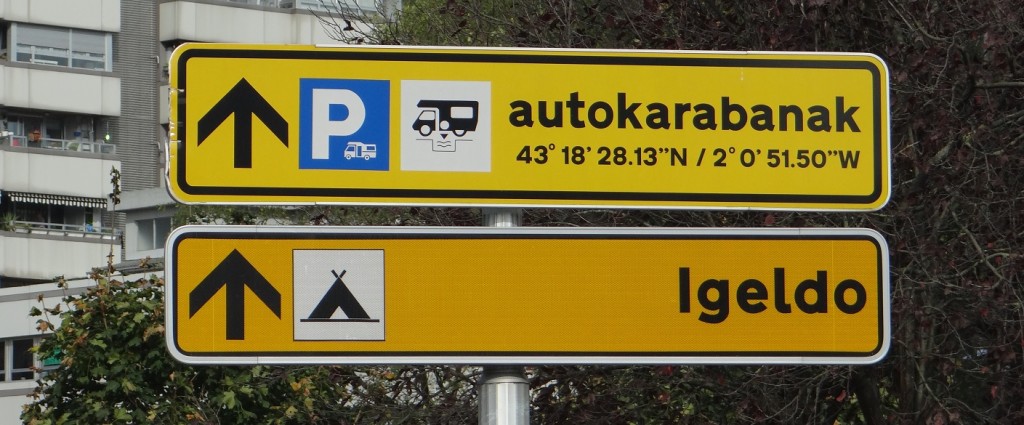 P autokarabanak
43° 18' 28.13"N / 2° 0' 51.50"W
Igeldo